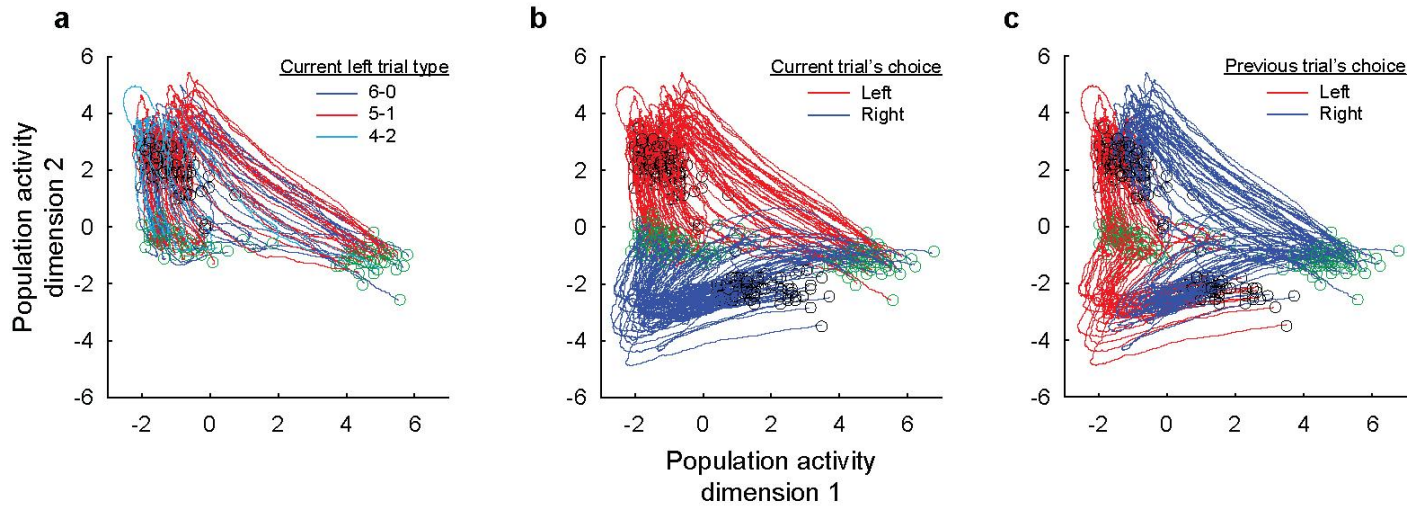 a
b
c
Current left trial type
6-0
5-1
4-2
Current trial's choice
Left
Right
Previous trial's choice
Left
Right
Population activity
dimension 2
6
4
2
0
-2
-4
-6
-2 0 2 4 6
6
4
2
0
-2
-4
-6
-2 0 2 4 6
6
4
2
0
-2
-4
-6
-2 0 2 4 6
Population activity
dimension 1